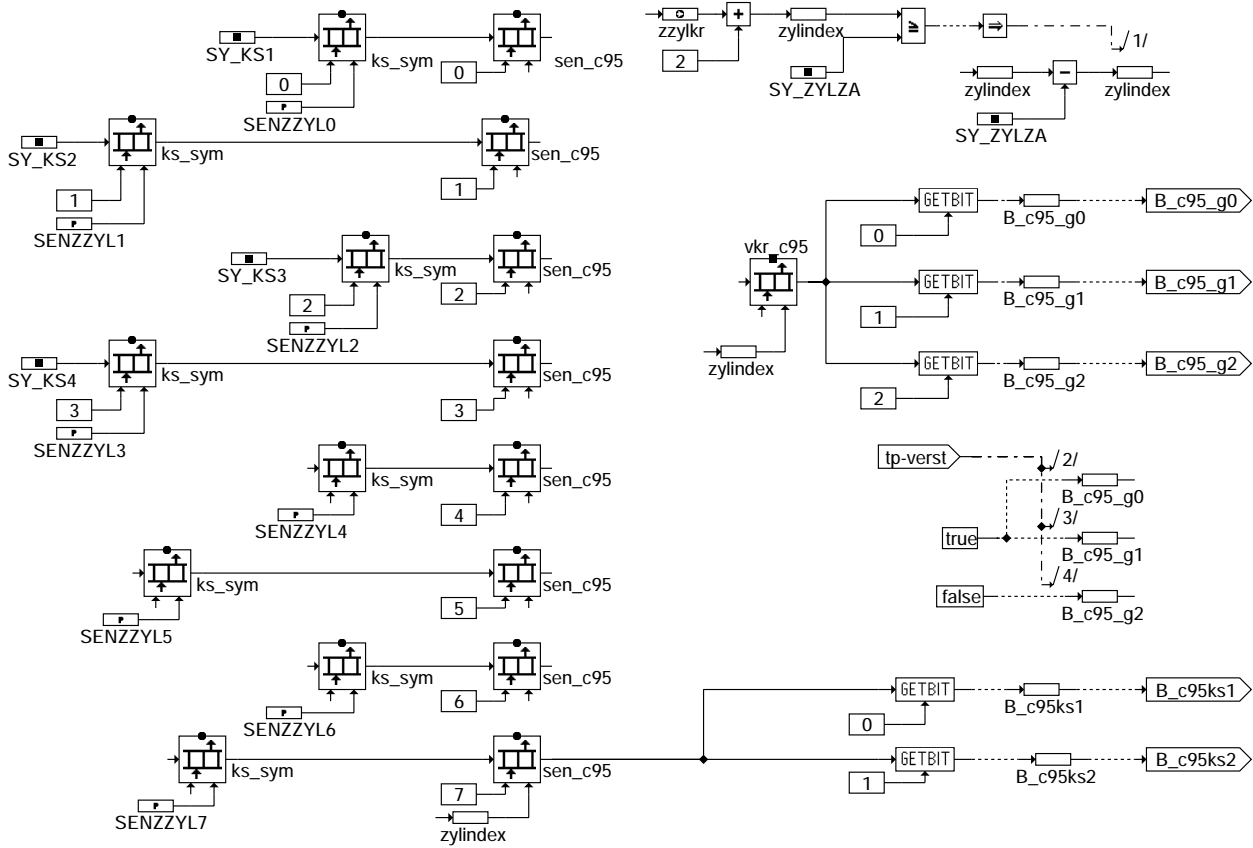 SY_KS1
ks_sym
sen_c95
0
0
SENZZYL0
SY_KS2
ks_sym
sen_c95
1
1
SENZZYL1
SY_KS3
ks_sym
sen_c95
2
2
SENZZYL2
SY_KS4
ks_sym
sen_c95
3
3
SENZZYL3
ks_sym
sen_c95
4
SENZZYL4
ks_sym
sen_c95
5
SENZZYL5
ks_sym
sen_c95
6
SENZZYL6
ks_sym
sen_c95
7
SENZZYL7
zylindex
zzylkr
+
zylindex
≥
⇒
1/
2
SY_ZYLZA
zylindex
−
zylindex
SY_ZYLZA
vkr_c95
zylindex
GETBIT
B_c95_g0
B_c95_g0
0
GETBIT
B_c95_g1
B_c95_g1
1
GETBIT
B_c95_g2
B_c95_g2
2
tp-verst
2/
B_c95_g0
3/
true
B_c95_g1
4/
false
B_c95_g2
GETBIT
B_c95ks1
B_c95ks1
0
GETBIT
B_c95ks2
B_c95ks2
1
P
P
P
P
P
P
P
P